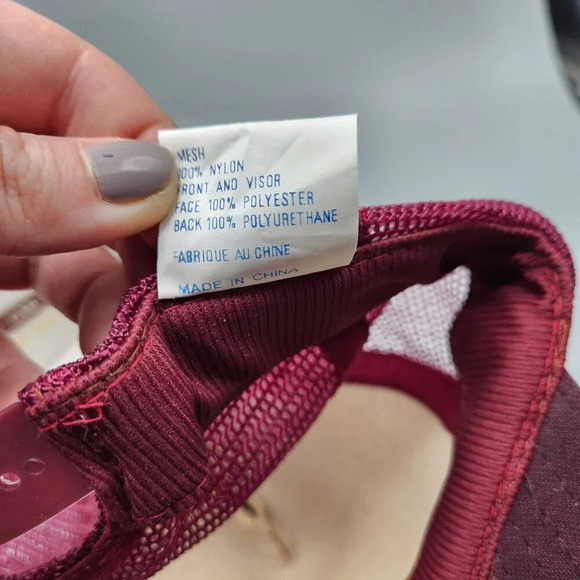 MESH
100% NYLON
FRONT AND VISOR
FACE 100% POLYESTER
BACK 100% POLYURETHANE
FABRIQUE AU CHINE
MADE IN CHINA